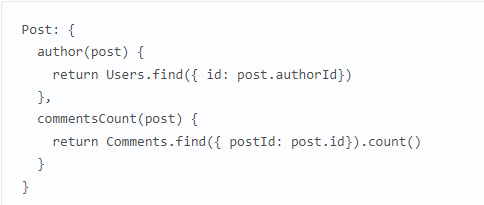 Post: {
  author(post) {
    return Users.find({ id: post.authorId})
  },
  commentsCount(post) {
    return Comments.find({ postId: post.id}).count()
  }
}